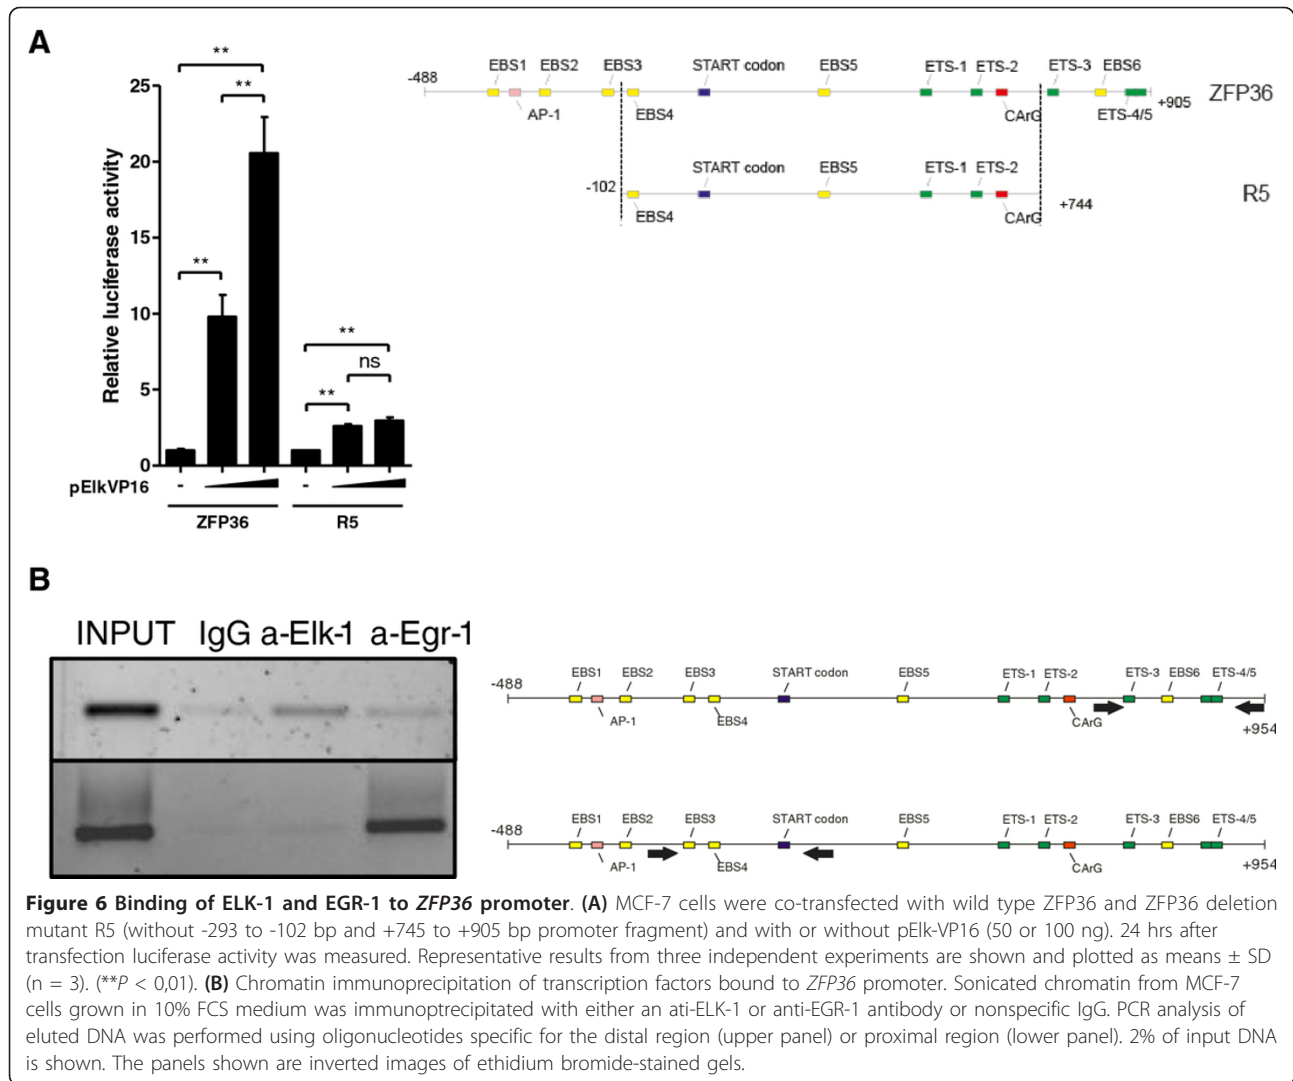 A
**
**
**
**
ns
**
25
20
15
10
5
0
Relative luciferase activity
pElkVP16
-
-
ZFP36
R5
-488
EBS1
EBS2
EBS3
START codon
EBS5
ETS-1
ETS-2
ETS-3
EBS6
AP-1
EBS4
CArG
ETS-4/5
+905
ZFP36
-102
START codon
EBS5
ETS-1
ETS-2
EBS4
CArG
+744
R5
B
INPUT IgG a-Elk-1 a-Egr-1
-488
EBS1
EBS2
EBS3
START codon
EBS5
ETS-1
ETS-2
ETS-3
EBS6
ETS-4/5
AP-1
EBS4
CArG
+954
-488
EBS1
EBS2
EBS3
START codon
EBS5
ETS-1
ETS-2
ETS-3
EBS6
ETS-4/5
AP-1
EBS4
CArG
+954
Figure 6 Binding of ELK-1 and EGR-1 to ZFP36 promoter. (A) MCF-7 cells were co-transfected with wild type ZFP36 and ZFP36 deletion
mutant R5 (without -293 to -102 bp and +745 to +905 bp promoter fragment) and with or without pElk-VP16 (50 or 100 ng). 24 hrs after
transfection luciferase activity was measured. Representative results from three independent experiments are shown and plotted as means ± SD
(n = 3). (**P < 0,01). (B) Chromatin immunoprecipitation of transcription factors bound to ZFP36 promoter. Sonicated chromatin from MCF-7
cells grown in 10% FCS medium was immunoptrecipitated with either an ati-ELK-1 or anti-EGR-1 antibody or nonspecific IgG. PCR analysis of
eluted DNA was performed using oligonucleotides specific for the distal region (upper panel) or proximal region (lower panel). 2% of input DNA
is shown. The panels shown are inverted images of ethidium bromide-stained gels.